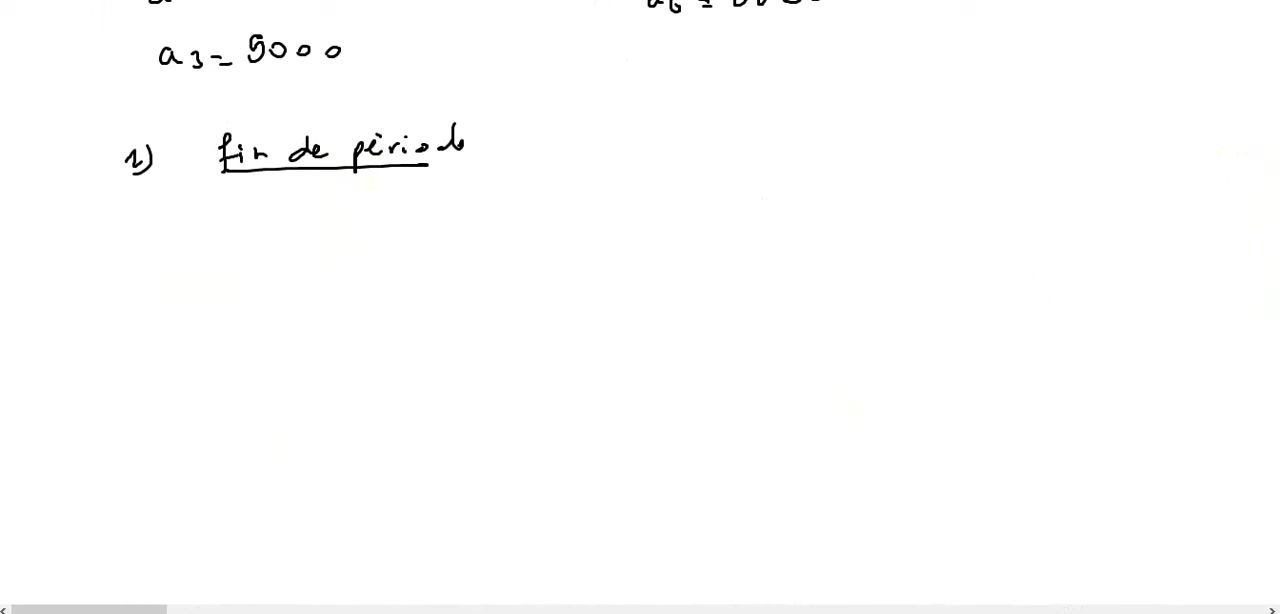 a3 = 5000
1) fin de période